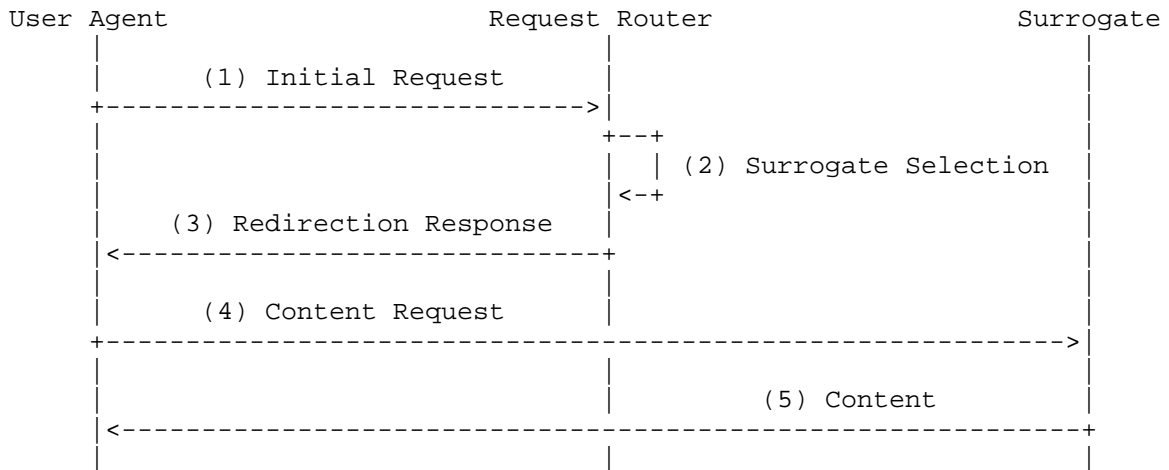 User Agent Request Router Surrogate
(1) Initial Request
(2) Surrogate Selection
(3) Redirection Response
(4) Content Request
(5) Content